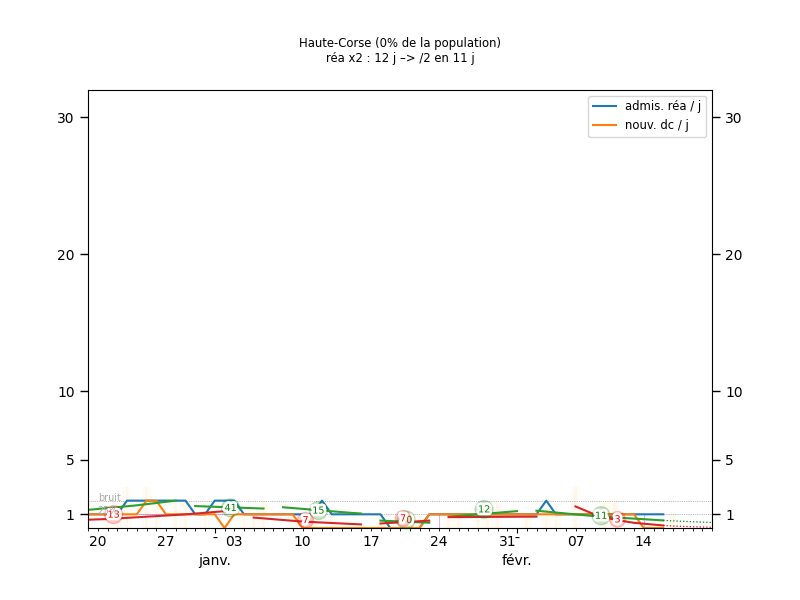 Haute-Corse (0% de la population)
réa x2 : 12 j –> /2 en 11 j
admis. réa / j
nouv. dc / j
30 30
20 20
10 10
5 5
1 1
bruit
13 41 7 15 7 12 11 3
20 27 - 03 10 17 24 31- 07 14
janv. févr.